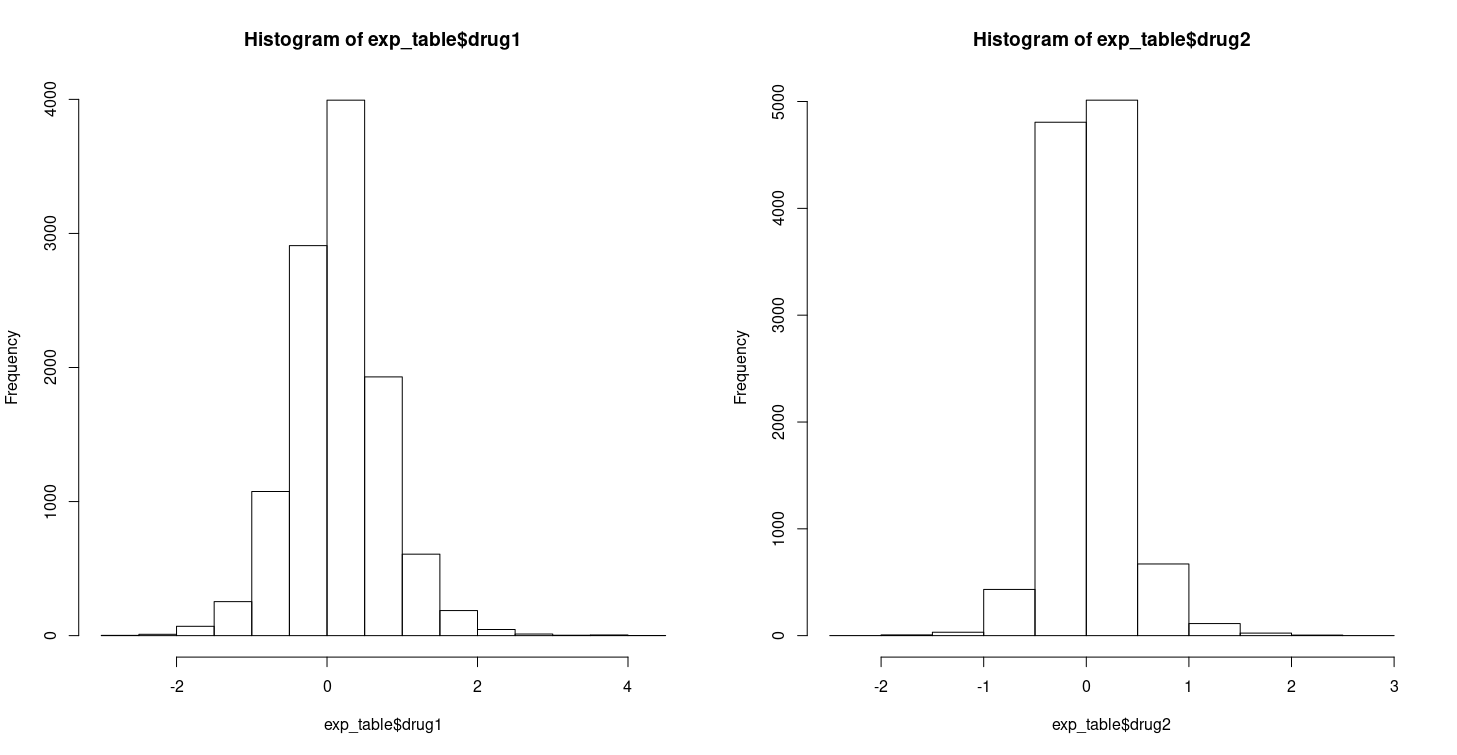 Histogram of exp_table$drug1
Frequency
4000
3000
2000
1000
0
-2 0 2 4
exp_table$drug1
Histogram of exp_table$drug2
Frequency
5000
4000
3000
2000
1000
0
-2 -1 0 1 2 3
exp_table$drug2